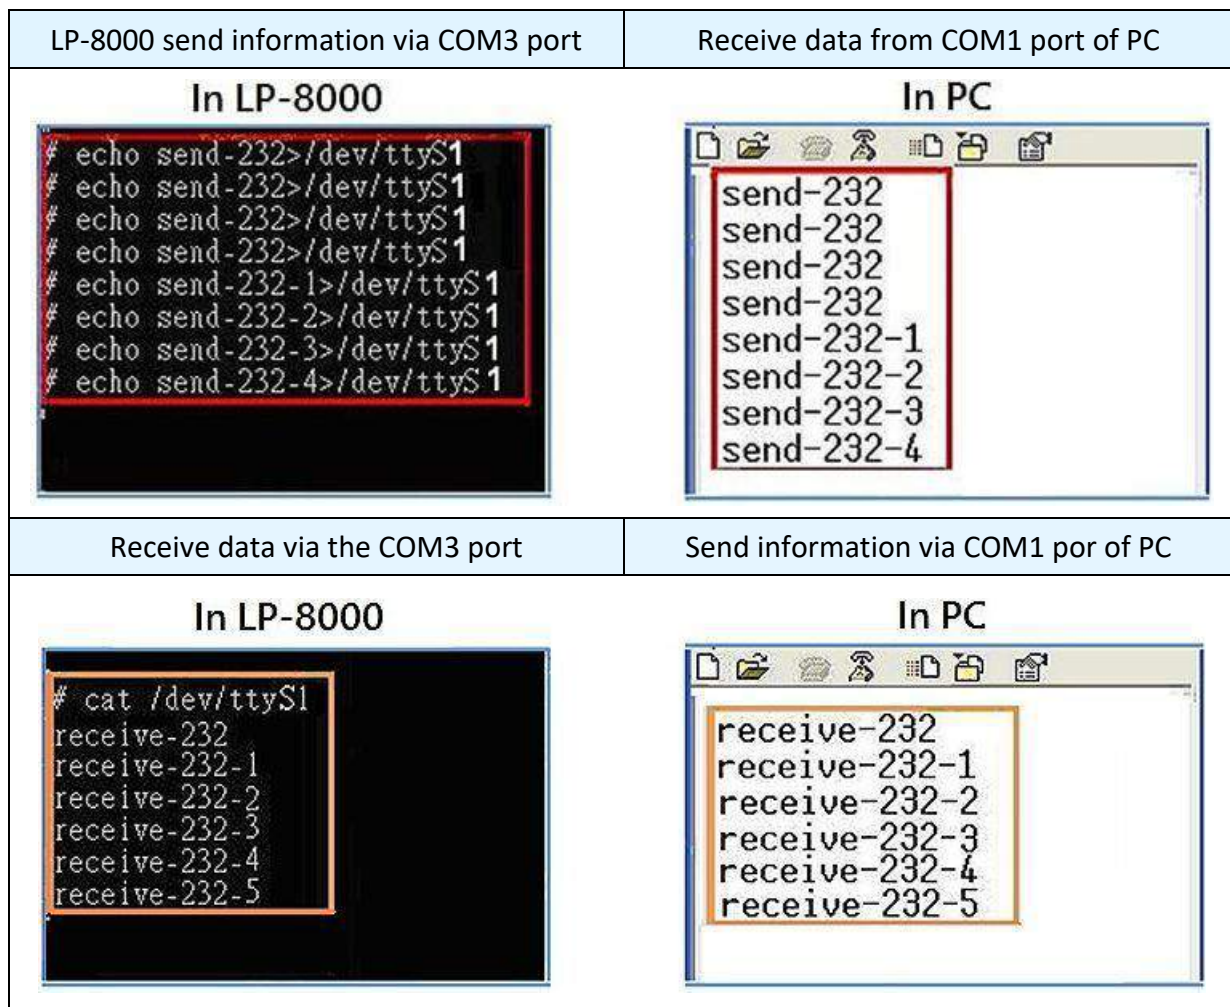 LP-8000 send information via COM3 port
Receive data from COM1 port of PC
In LP-8000
# echo send-232>/dev/ttyS1
# echo send-232>/dev/ttyS1
# echo send-232>/dev/ttyS1
# echo send-232>/dev/ttyS1
# echo send-232-1>/dev/ttyS1
# echo send-232-2>/dev/ttyS1
# echo send-232-3>/dev/ttyS1
# echo send-232-4>/dev/ttyS1
In PC
send-232
send-232
send-232
send-232
send-232-1
send-232-2
send-232-3
send-232-4
Receive data via the COM3 port
Send information via COM1 por of PC
In LP-8000
# cat /dev/ttyS1
receive-232
receive-232-1
receive-232-2
receive-232-3
receive-232-4
receive-232-5
In PC
receive-232
receive-232-1
receive-232-2
receive-232-3
receive-232-4
receive-232-5